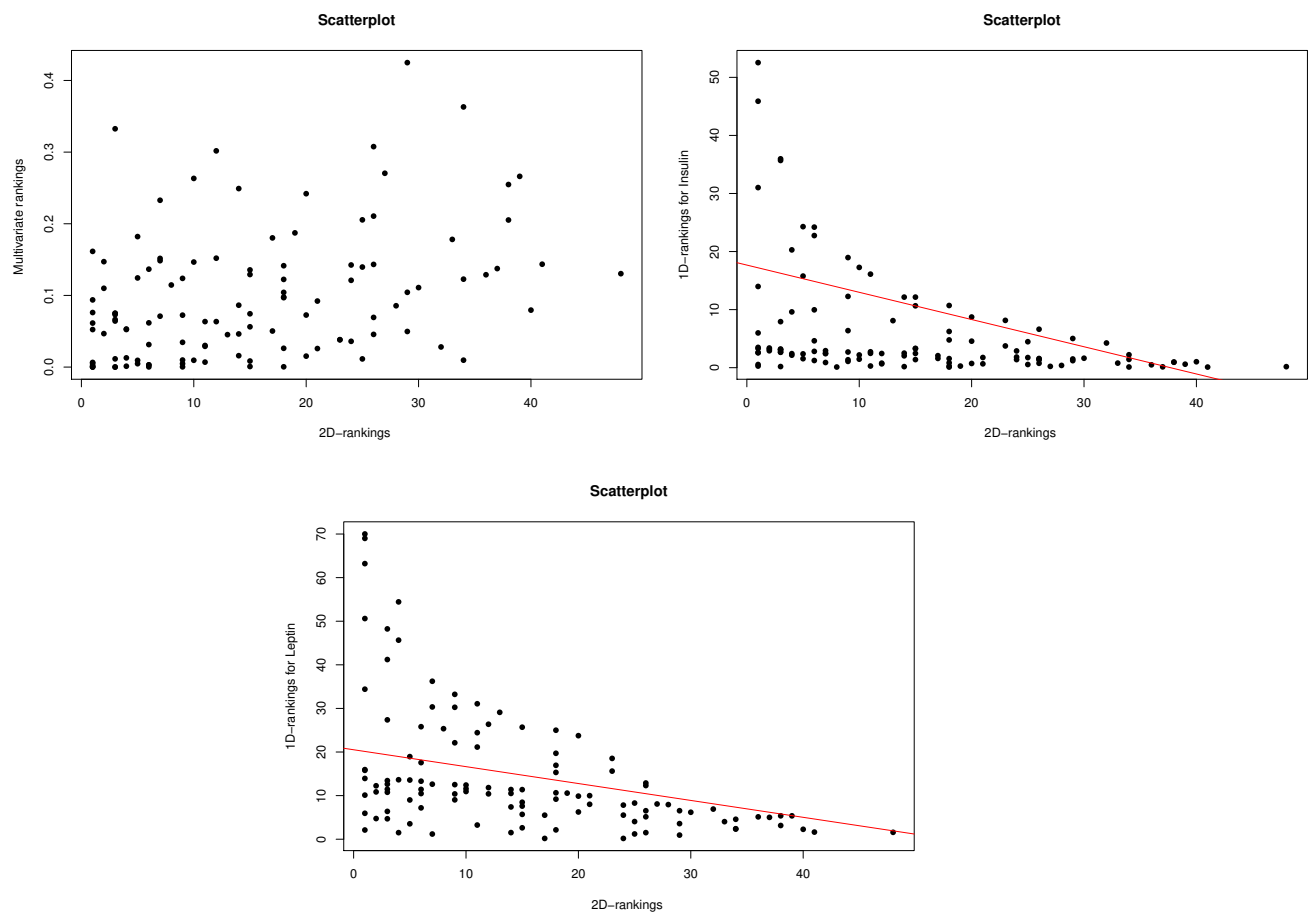 Scatterplot
Multivariate rankings
0.0 0.1 0.2 0.3 0.4
0 10 20 30 40
2D−rankings
Scatterplot
1D−rankings for Insulin
0 10 20 30 40 50
0 10 20 30 40
2D−rankings
Scatterplot
1D−rankings for Leptin
0 10 20 30 40 50 60 70
0 10 20 30 40
2D−rankings